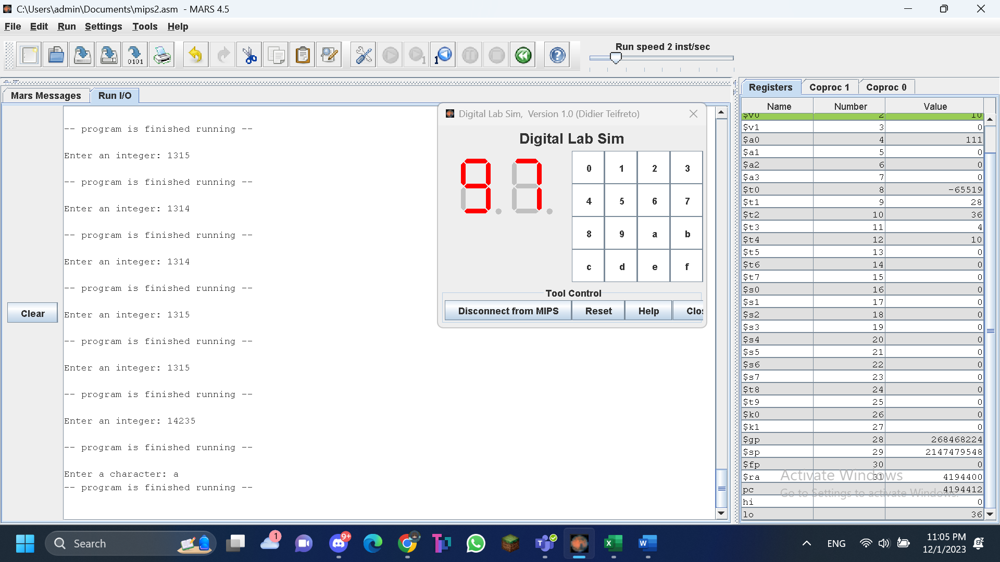 C:\Users\admin\Documents\mips2.asm - MARS 4.5
File Edit Run Settings Tools Help
Run speed 2 inst/sec
Mars Messages Run I/O
Clear
-- program is finished running --
Enter an integer: 1315
-- program is finished running --
Enter an integer: 1314
-- program is finished running --
Enter an integer: 1314
-- program is finished running --
Enter an integer: 1315
-- program is finished running --
Enter an integer: 1315
-- program is finished running --
Enter an integer: 14235
-- program is finished running --
Enter a character: a
-- program is finished running --
Digital Lab Sim, Version 1.0 (Didier Teifreto)
Digital Lab Sim
97
0 1 2 3
4 5 6 7
8 9 a b
c d e f
Tool Control
Disconnect from MIPS Reset Help Clos
Registers Coproc 1 Coproc 0
Name Number Value
$v0 2 10
$v1 3 0
$a0 4 111
$a1 5 0
$a2 6 0
$a3 7 0
$t0 8 -65519
$t1 9 28
$t2 10 36
$t3 11 4
$t4 12 10
$t5 13 0
$t6 14 0
$t7 15 0
$s0 16 0
$s1 17 0
$s2 18 0
$s3 19 0
$s4 20 0
$s5 21 0
$s6 22 0
$s7 23 0
$t8 24 0
$t9 25 0
$k0 26 0
$k1 27 0
$gp 28 268468224
$sp 29 2147479548
$fp 30 0
$ra 31 4194400
pc 4194412
hi 0
lo 36
Activate Windows
Go to Settings to activate Windows.
Search
1
9+
ENG
11:05 PM
12/1/2023